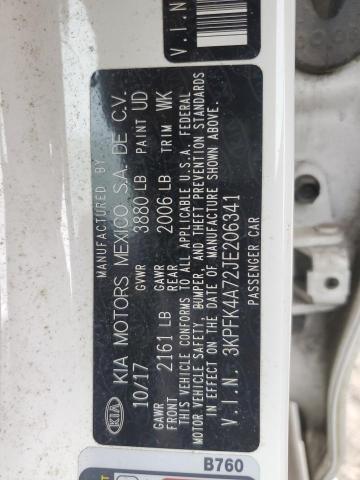 V.I.N
MANUFACTURED BY
KIA
KIA MOTORS MEXICO S.A. DE C.V.
10/17 GVWR 3880 LB PAINT UD
GAWR FRONT 2161 LB GAWR REAR 2006 LB TRIM WK
THIS VEHICLE CONFORMS TO ALL APPLICABLE U.S.A. FEDERAL
MOTOR VEHICLE SAFETY, BUMPER, AND THEFT PREVENTION STANDARDS
IN EFFECT ON THE DATE OF MANUFACTURE SHOWN ABOVE.
V.I.N. 3KPFK4A72JE206341
PASSENGER CAR
B760